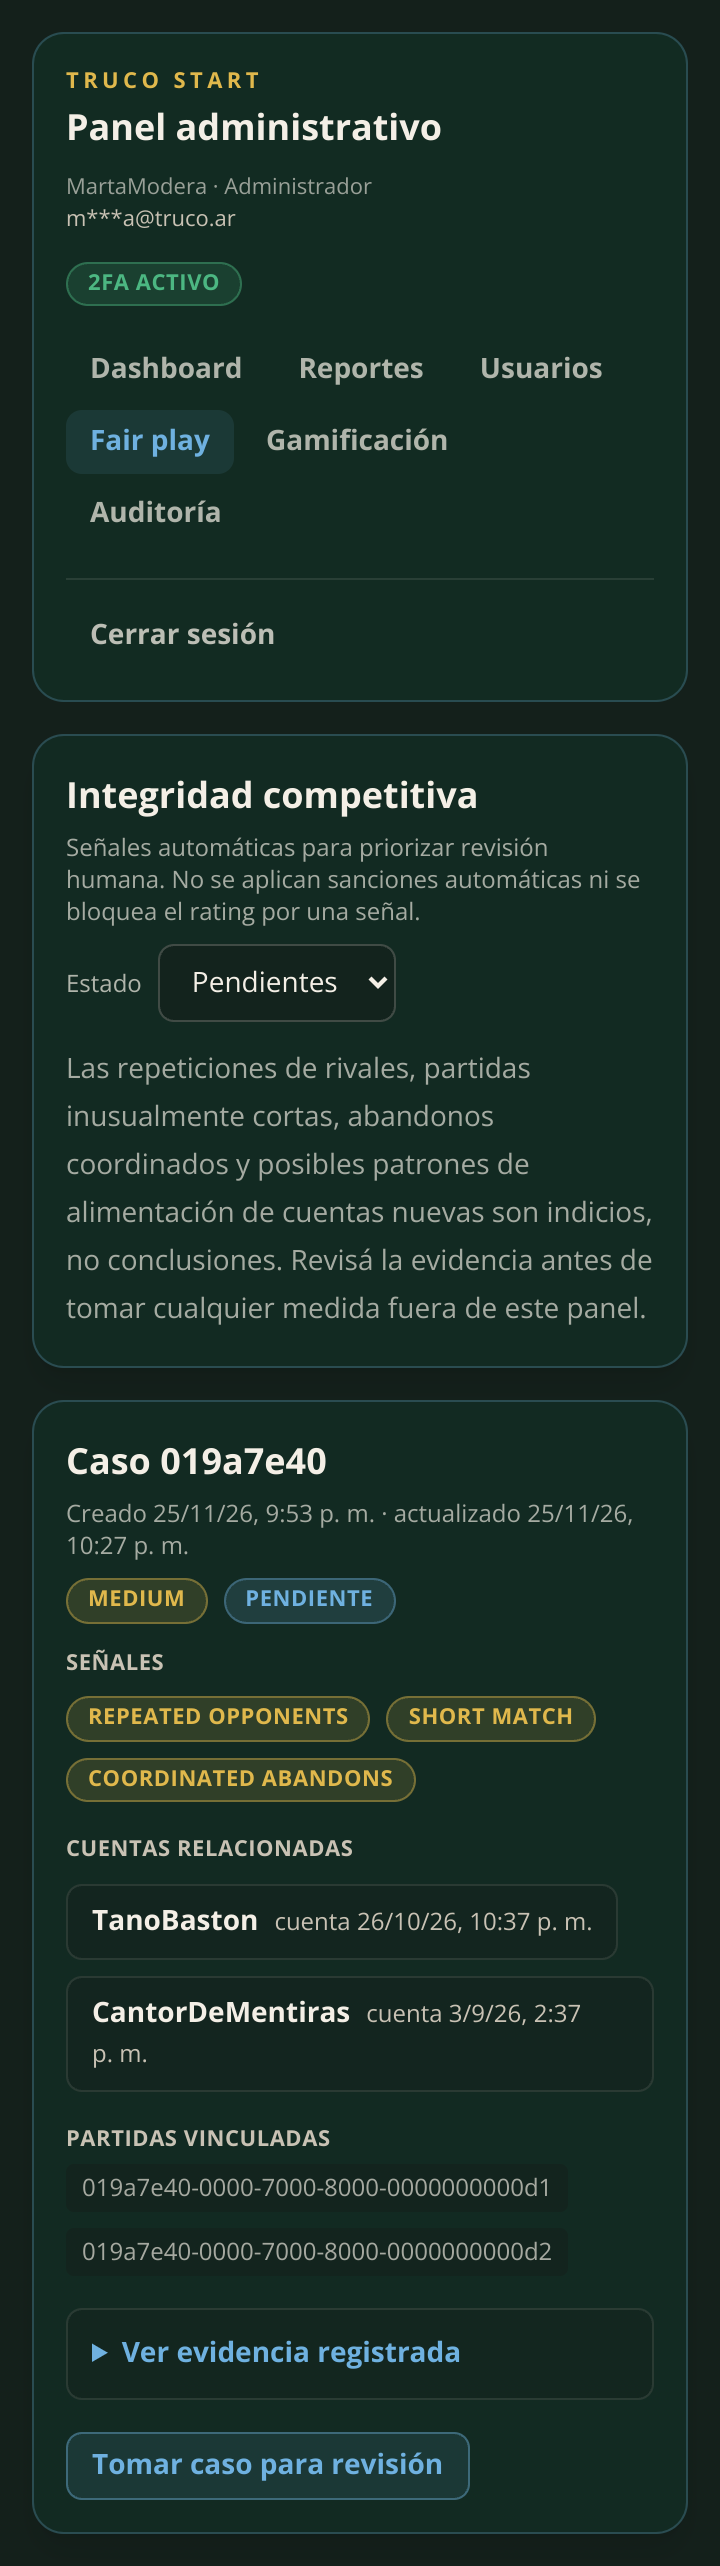 TRUCO START
Panel administrativo
MartaModera · Administrador
m***a@truco.ar
2FA ACTIVO
Dashboard Reportes Usuarios
Fair play Gamificación
Auditoría
Cerrar sesión
Integridad competitiva
Señales automáticas para priorizar revisión
humana. No se aplican sanciones automáticas ni se
bloquea el rating por una señal.
Estado Pendientes
Las repeticiones de rivales, partidas
inusualmente cortas, abandonos
coordinados y posibles patrones de
alimentación de cuentas nuevas son indicios,
no conclusiones. Revisá la evidencia antes de
tomar cualquier medida fuera de este panel.
Caso 019a7e40
Creado 25/11/26, 9:53 p. m. · actualizado 25/11/26,
10:27 p. m.
MEDIUM PENDIENTE
SEÑALES
REPEATED OPPONENTS SHORT MATCH
COORDINATED ABANDONS
CUENTAS RELACIONADAS
TanoBaston cuenta 26/10/26, 10:37 p. m.
CantorDeMentiras cuenta 3/9/26, 2:37
p. m.
PARTIDAS VINCULADAS
019a7e40-0000-7000-8000-0000000000d1
019a7e40-0000-7000-8000-0000000000d2
Ver evidencia registrada
Tomar caso para revisión